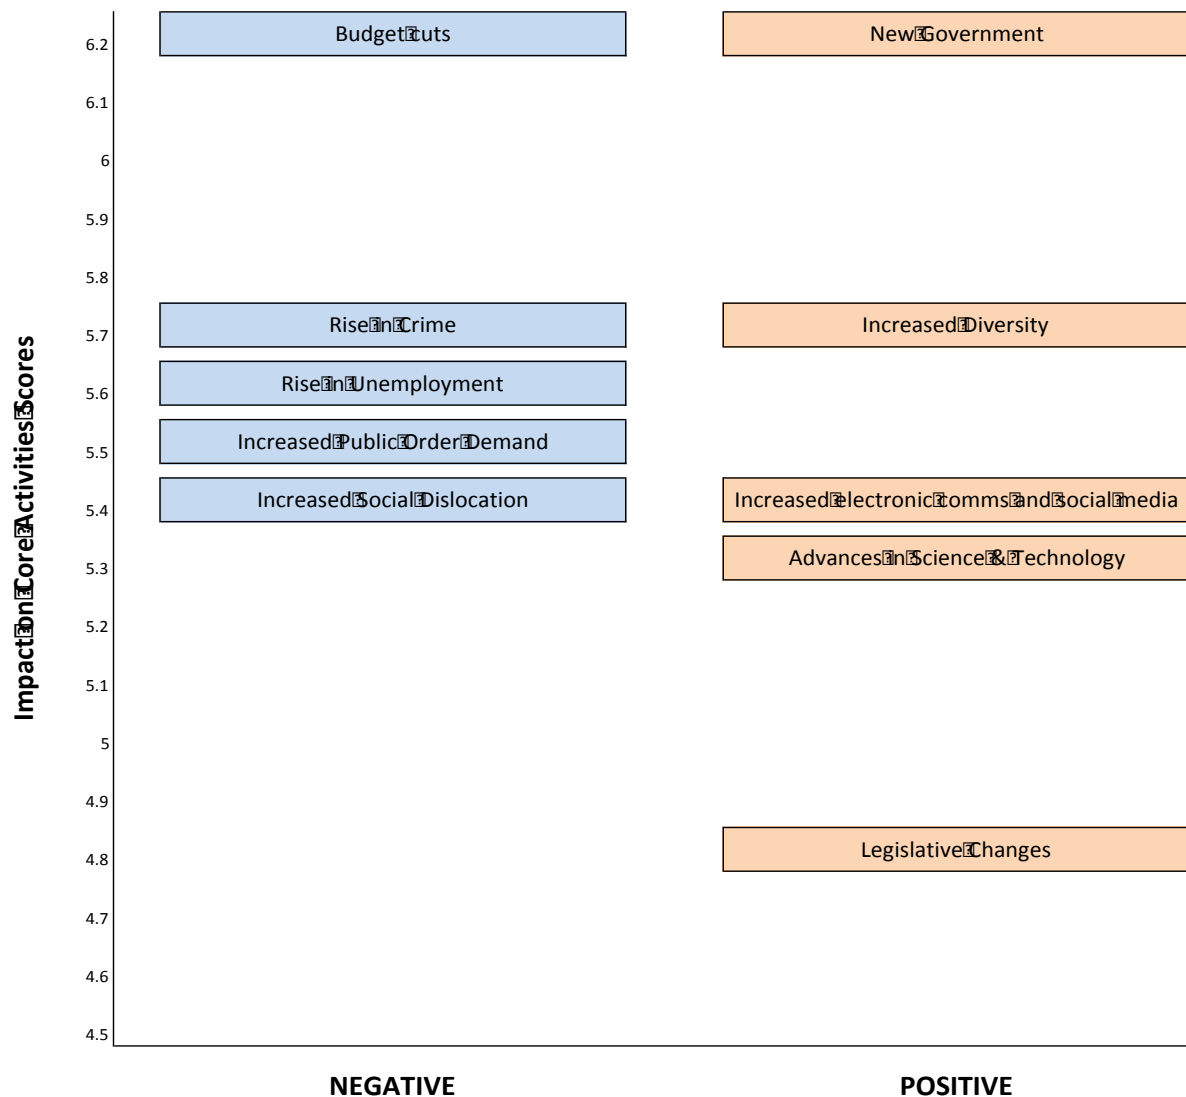 6.2
Budget cuts
New Government
6.1
6
5.9
5.8
5.7
Rise in Crime
Increased Diversity
5.6
Rise in Unemployment
5.5
Increased Public Order Demand
5.4
Increased Social Dislocation
Increased electronic comms and social media
5.3
Advances in Science & Technology
5.2
5.1
5
4.9
4.8
Legislative Changes
4.7
4.6
4.5
Impact on Core Activities Scores
NEGATIVE
POSITIVE